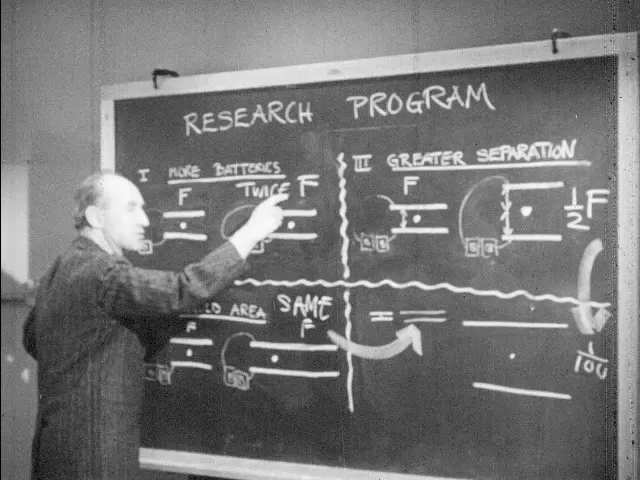 RESEARCH PROGRAM
I MORE BATTERIES
F TWICE F
III GREATER SEPARATION
F 1/2 F
AREA SAME
F F
=
1/100